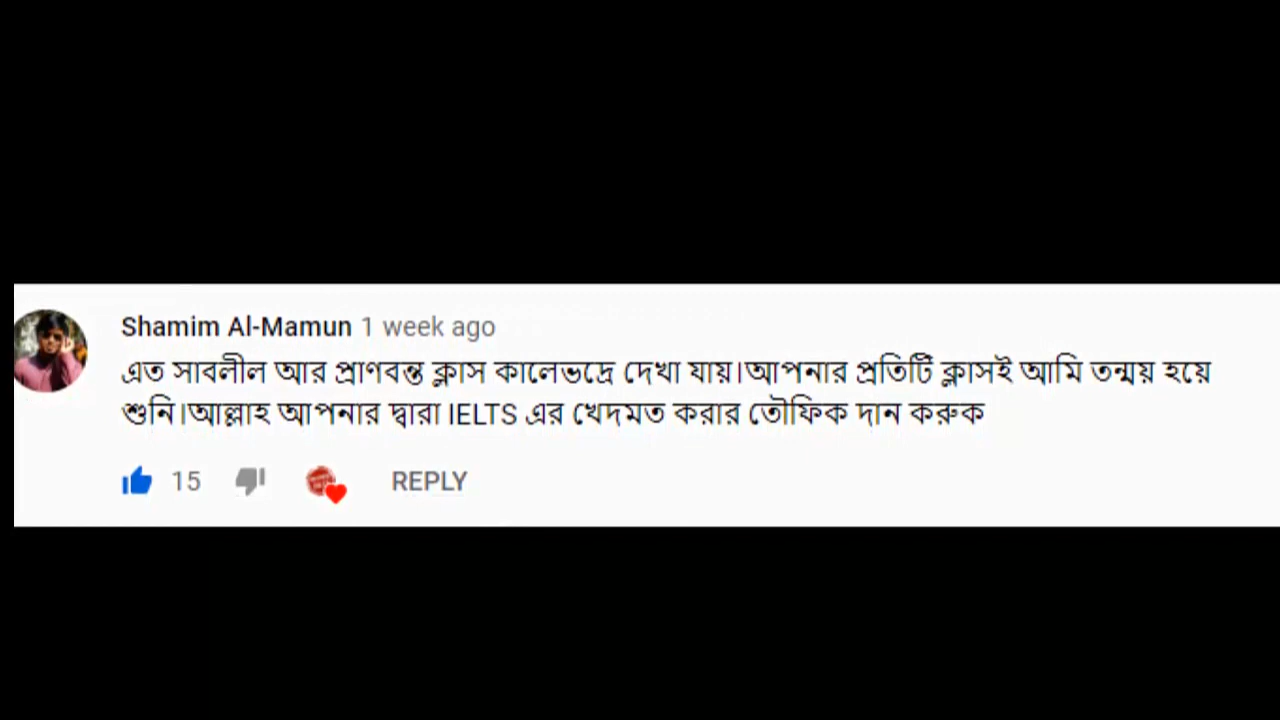 Shamim Al-Mamun 1 week ago
এত সাবলীল আর প্রাণবন্ত ক্লাস কালেভদ্রে দেখা যায়।আপনার প্রতিটি ক্লাসই আমি তন্ময় হয়ে
শুনি।আল্লাহ আপনার দ্বারা IELTS এর খেদমত করার তৌফিক দান করুক
15 REPLY